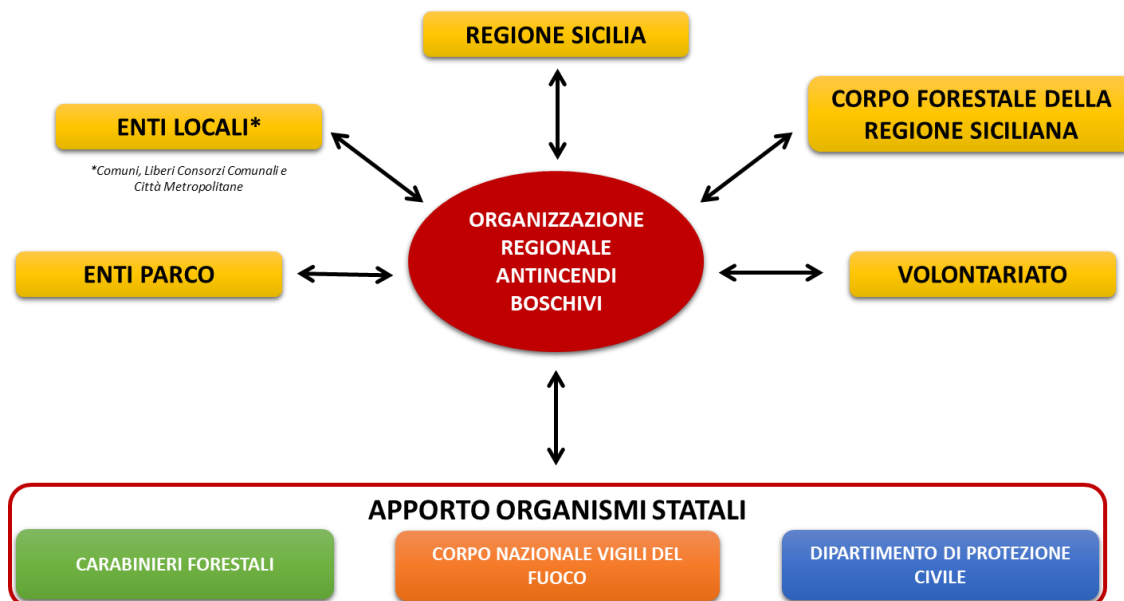 REGIONE SICILIA
ENTI LOCALI*
*Comuni, Liberi Consorzi Comunali e
Città Metropolitane
CORPO FORESTALE DELLA
REGIONE SICILIANA
ORGANIZZAZIONE
REGIONALE
ANTINCENDI
BOSCHIVI
ENTI PARCO
VOLONTARIATO
APPORTO ORGANISMI STATALI
CARABINIERI FORESTALI
CORPO NAZIONALE VIGILI DEL
FUOCO
DIPARTIMENTO DI PROTEZIONE
CIVILE